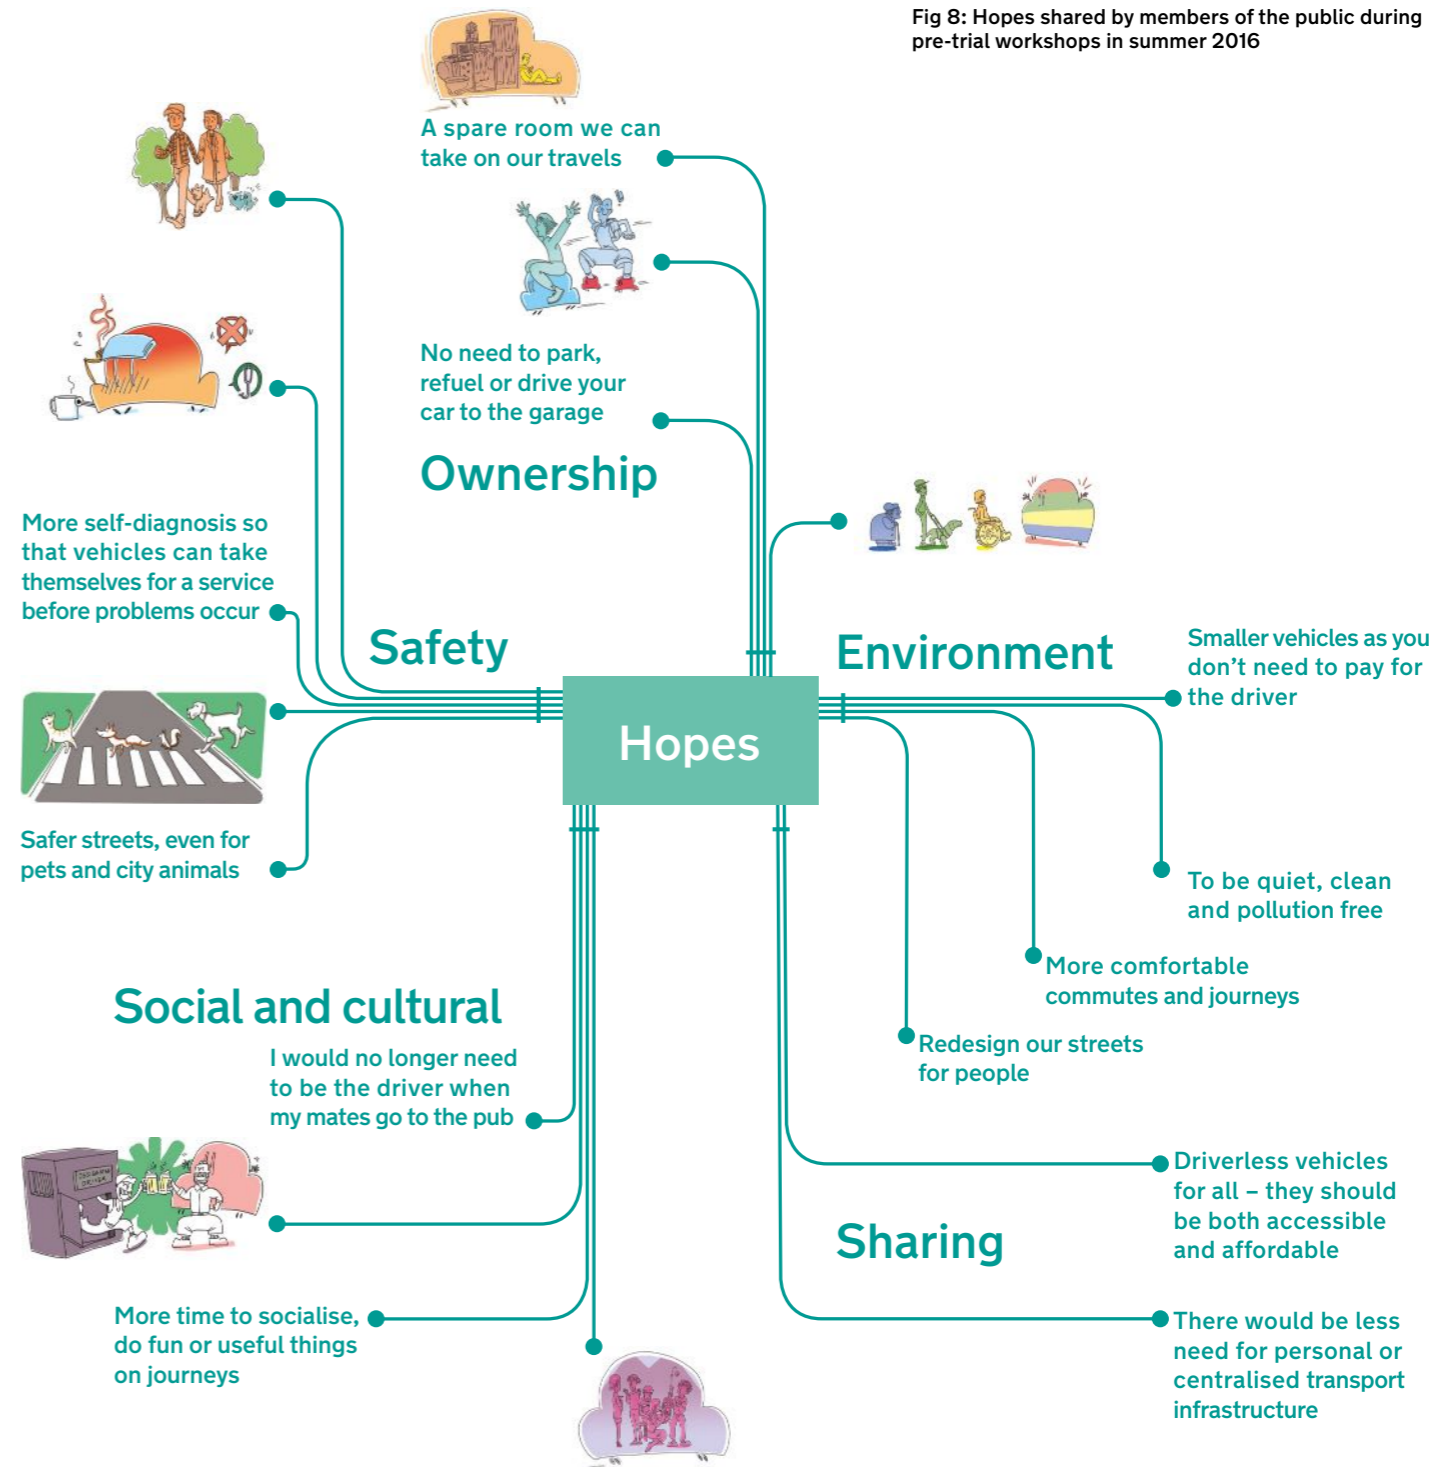 Fig 8: Hopes shared by members of the public during
pre-trial workshops in summer 2016
A spare room we can
take on our travels
No need to park,
refuel or drive your
car to the garage
Ownership
More self-diagnosis so
that vehicles can take
themselves for a service
before problems occur
Safety
Safer streets, even for
pets and city animals
Hopes
Environment
Smaller vehicles as you
don’t need to pay for
the driver
To be quiet, clean
and pollution free
More comfortable
commutes and journeys
Redesign our streets
for people
Social and cultural
I would no longer need
to be the driver when
my mates go to the pub
More time to socialise,
do fun or useful things
on journeys
Sharing
Driverless vehicles
for all – they should
be both accessible
and affordable
There would be less
need for personal or
centralised transport
infrastructure